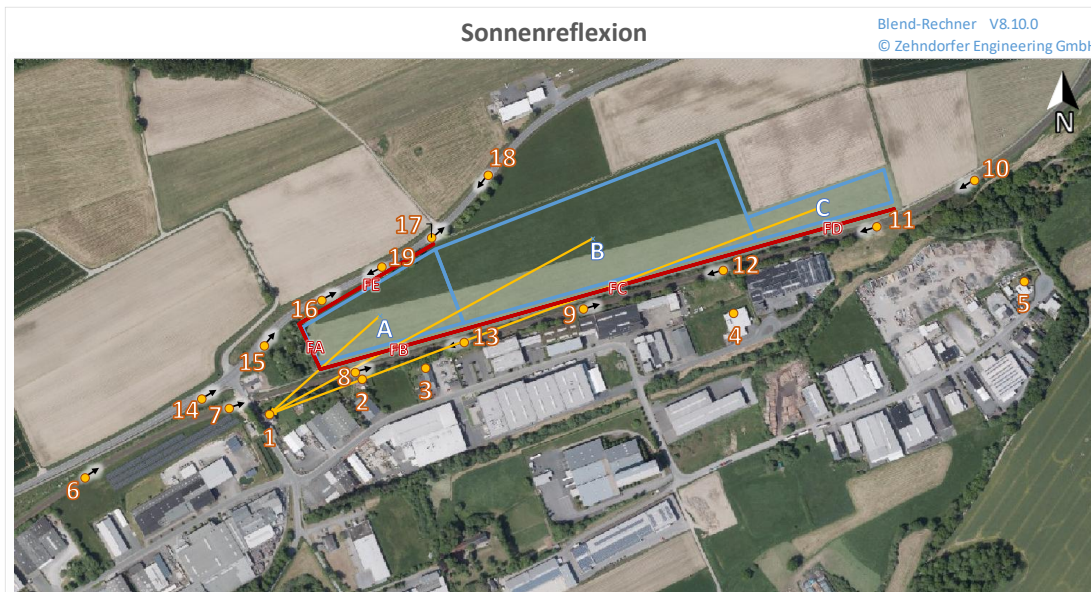 Sonnenreflexion
Blend-Rechner V8.10.0
© Zehndorfer Engineering GmbH
N
18
10
17
C
11
FD
19
B
12
FE
FC
16
5
9
4
A
13
15
FA
FB
8
3
2
14
7
1
6